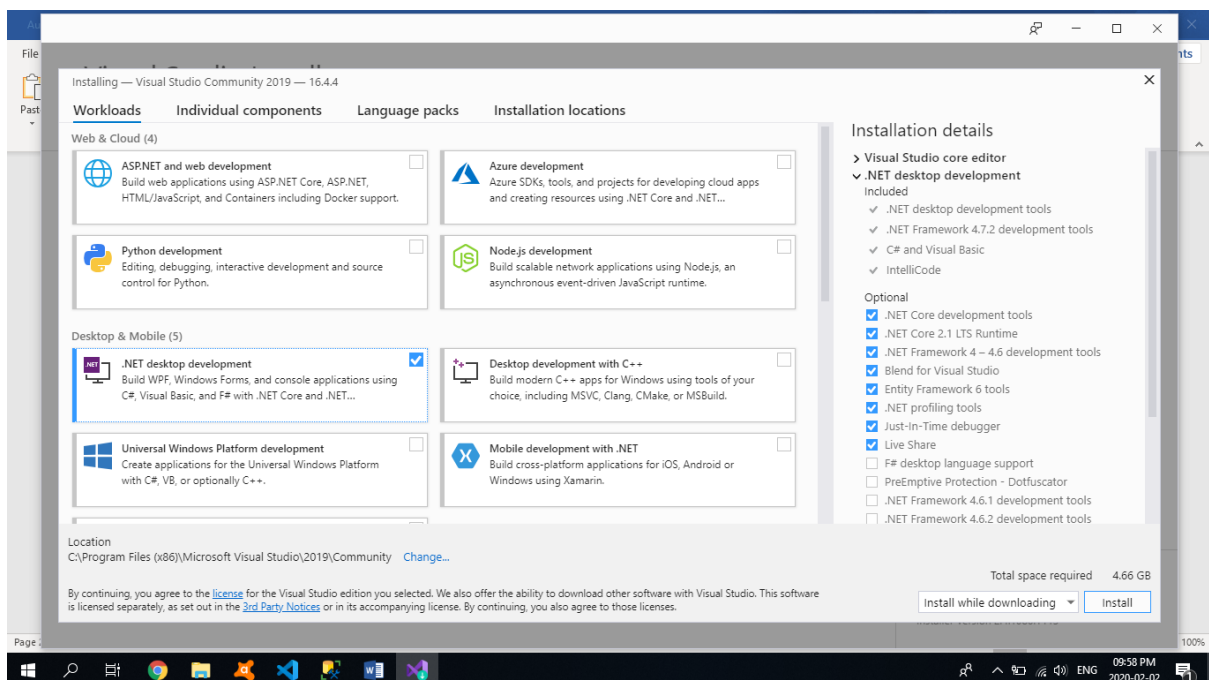 File
Paste
Installing — Visual Studio Community 2019 — 16.4.4
Workloads Individual components Language packs Installation locations
Web & Cloud (4)
ASP.NET and web development
Build web applications using ASP.NET Core, ASP.NET,
HTML/JavaScript, and Containers including Docker support.
Azure development
Azure SDKs, tools, and projects for developing cloud apps
and creating resources using .NET Core and .NET...
Python development
Editing, debugging, interactive development and source
control for Python.
Node.js development
Build scalable network applications using Node.js, an
asynchronous event-driven JavaScript runtime.
Desktop & Mobile (5)
.NET desktop development
Build WPF, Windows Forms, and console applications using
C#, Visual Basic, and F# with .NET Core and .NET...
Desktop development with C++
Build modern C++ apps for Windows using tools of your
choice, including MSVC, Clang, CMake, or MSBuild.
Universal Windows Platform development
Create applications for the Universal Windows Platform
with C#, VB, or optionally C++.
Mobile development with .NET
Build cross-platform applications for iOS, Android or
Windows using Xamarin.
Installation details
Visual Studio core editor
.NET desktop development
Included
.NET desktop development tools
.NET Framework 4.7.2 development tools
C# and Visual Basic
IntelliCode
Optional
.NET Core development tools
.NET Core 2.1 LTS Runtime
.NET Framework 4 – 4.6 development tools
Blend for Visual Studio
Entity Framework 6 tools
.NET profiling tools
Just-In-Time debugger
Live Share
F# desktop language support
PreEmptive Protection - Dotfuscator
.NET Framework 4.6.1 development tools
.NET Framework 4.6.2 development tools
Location
C:\Program Files (x86)\Microsoft Visual Studio\2019\Community Change...
Total space required 4.66 GB
By continuing, you agree to the license for the Visual Studio edition you selected. We also offer the ability to download other software with Visual Studio. This software
is licensed separately, as set out in the 3rd Party Notices or in its accompanying license. By continuing, you also agree to those licenses.
Install while downloading Install
Page
100%
ENG
09:58 PM
2020-02-02